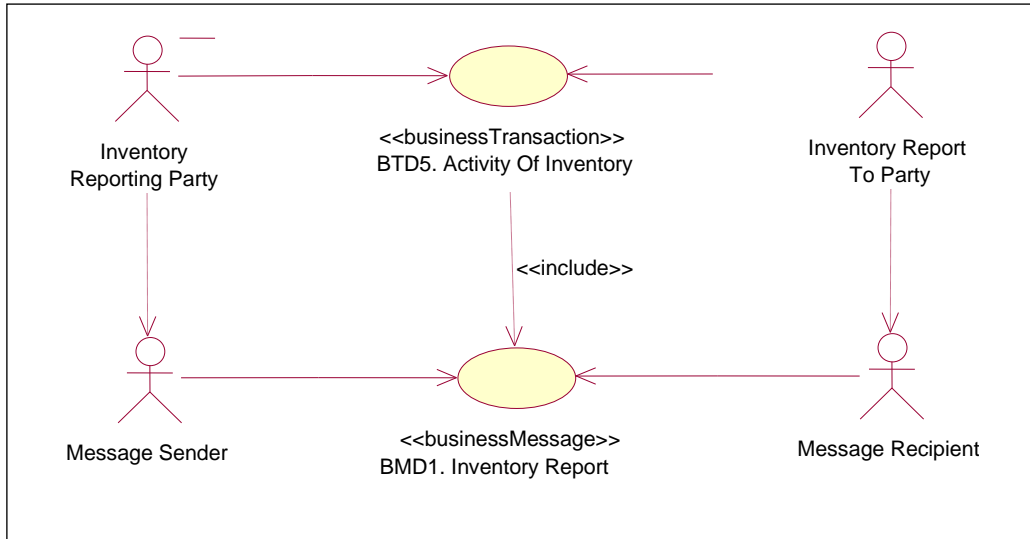 <<businessTransaction>>
BTD5. Activity Of Inventory
Inventory
Reporting Party
Inventory Report
To Party
<<include>>
Message Sender
<<businessMessage>>
BMD1. Inventory Report
Message Recipient